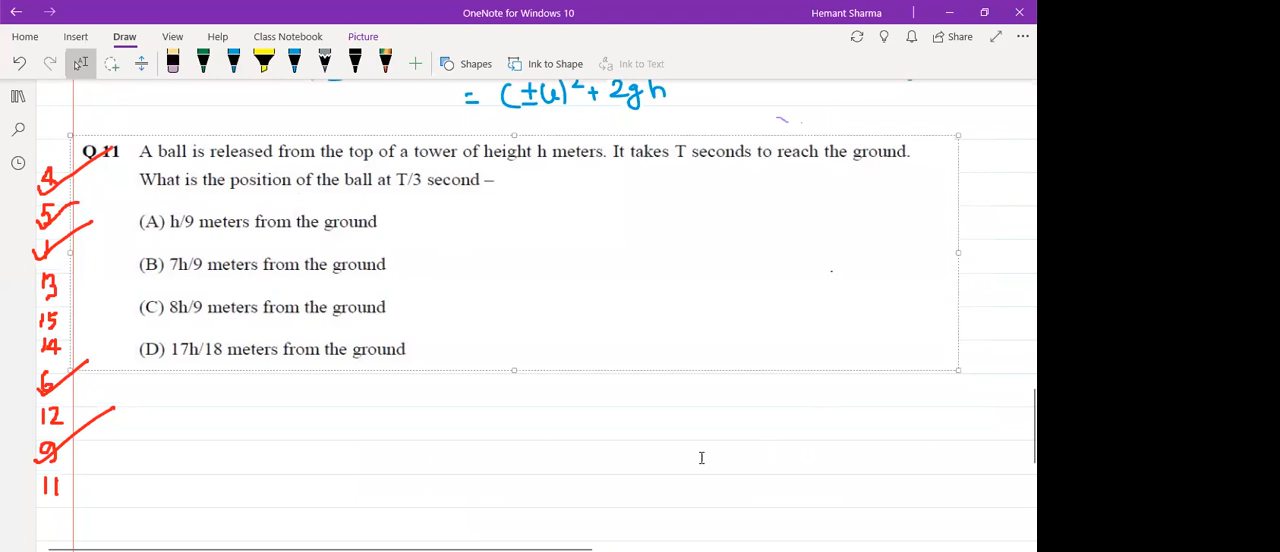 OneNote for Windows 10
Hemant Sharma
Home Insert Draw View Help Class Notebook Picture
Share
Shapes Ink to Shape Ink to Text
= (±u)² + 2gh
Q.11 A ball is released from the top of a tower of height h meters. It takes T seconds to reach the ground.
What is the position of the ball at T/3 second –
(A) h/9 meters from the ground
(B) 7h/9 meters from the ground
(C) 8h/9 meters from the ground
(D) 17h/18 meters from the ground
4
5
1
13
15
14
6
12
9
11